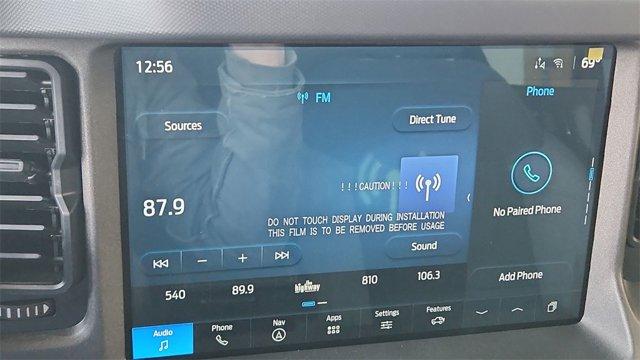 12:56
69°
FM
Phone
Sources
Direct Tune
!!!CAUTION!!!
87.9
No Paired Phone
DO NOT TOUCH DISPLAY DURING INSTALLATION
THIS FILM IS TO BE REMOVED BEFORE USAGE
Sound
Add Phone
540
89.9
the highway
810
106.3
Audio
Phone
Nav
Apps
Settings
Features